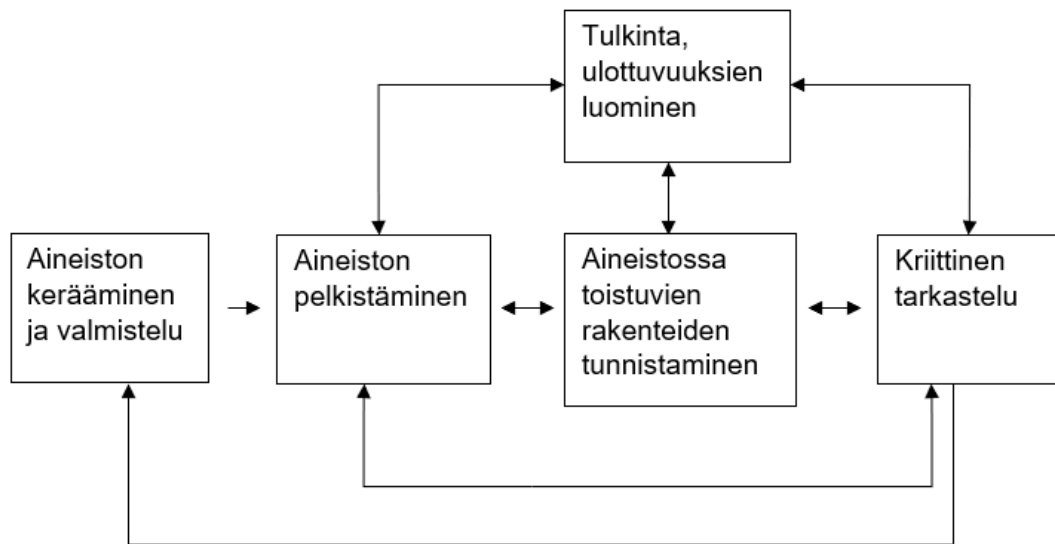 Tulkinta,
ulottuvuuksien
luominen
Aineiston
kerääminen
ja valmistelu
Aineiston
pelkistäminen
Aineistossa
toistuvien
rakenteiden
tunnistaminen
Kriittinen
tarkastelu